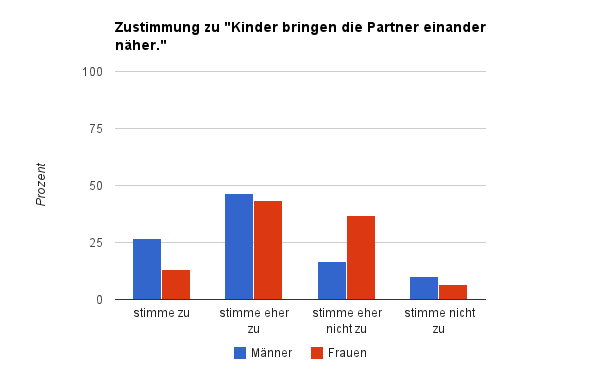 Zustimmung zu "Kinder bringen die Partner einander
näher."
100
75
50
25
0
Prozent
stimme zu
stimme eher
zu
stimme eher
nicht zu
stimme nicht
zu
Männer
Frauen